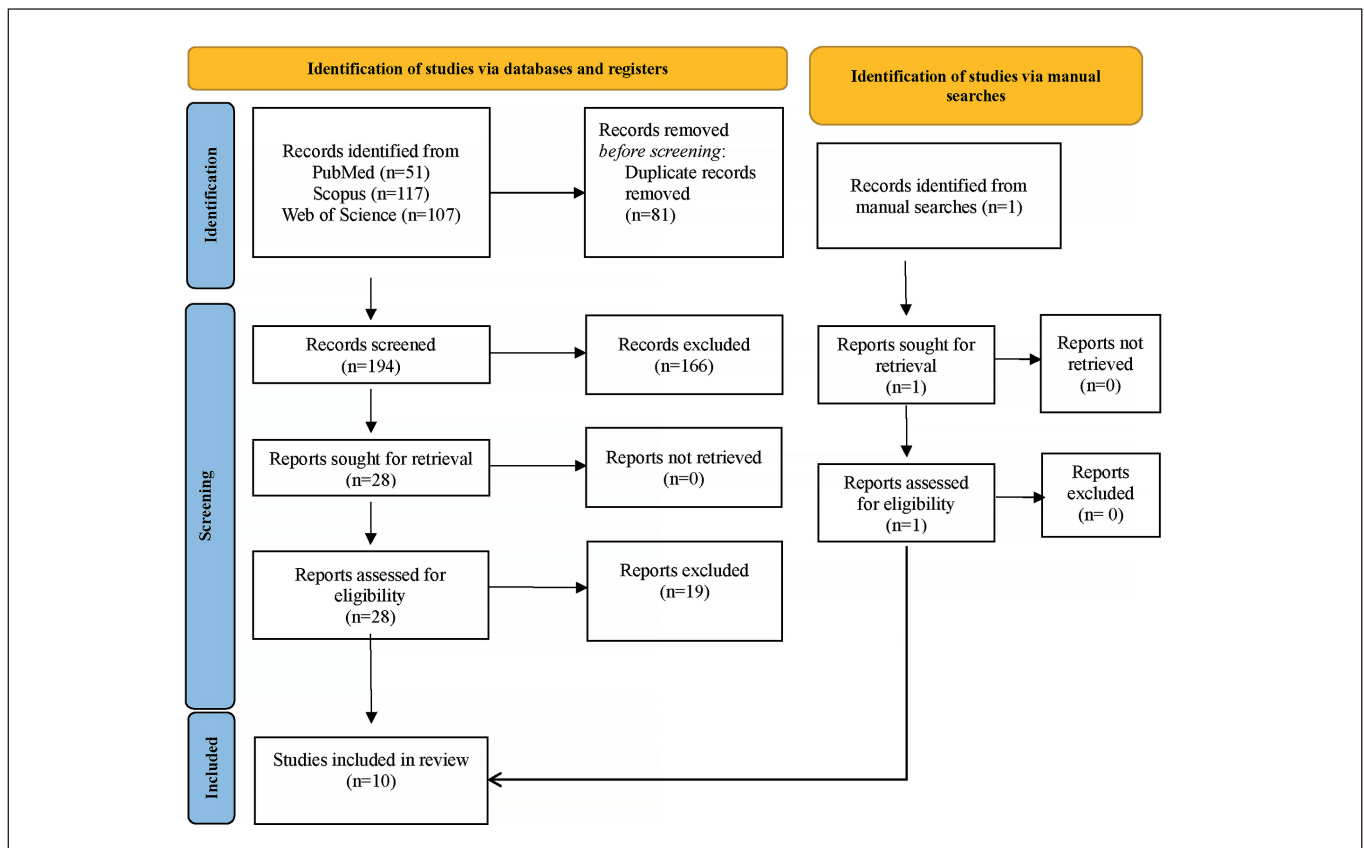 Identification of studies via databases and registers
Identification of studies via manual
searches
Identification
Records identified from
PubMed (n=51)
Scopus (n=117)
Web of Science (n=107)
Records removed
before screening:
Duplicate records
removed
(n=81)
Records identified from
manual searches (n=1)
Screening
Records screened
(n=194)
Records excluded
(n=166)
Reports sought for
retrieval
(n=1)
Reports not
retrieved
(n=0)
Reports sought for retrieval
(n=28)
Reports not retrieved
(n=0)
Reports assessed
for eligibility
(n=1)
Reports
excluded
(n= 0)
Reports assessed for
eligibility
(n=28)
Reports excluded
(n=19)
Included
Studies included in review
(n=10)